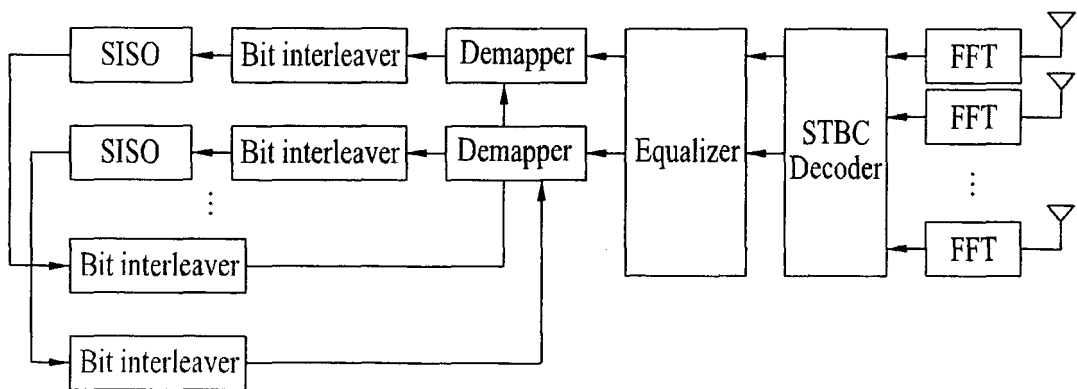 SISO
Bit interleaver
Demapper
FFT
FFT
SISO
Bit interleaver
Demapper
Equalizer
STBC
Decoder
⋮
⋮
Bit interleaver
FFT
Bit interleaver